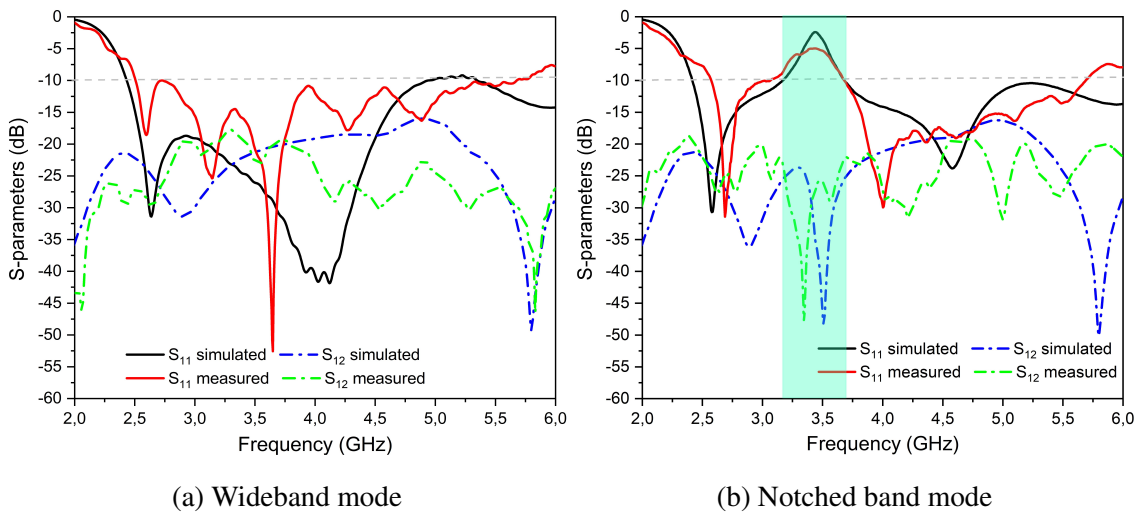 0
-5
-10
-15
-20
-25
-30
-35
-40
-45
-50
-55
-60
S-parameters (dB)
S11 simulated S12 simulated
S11 measured S12 measured
2,0 2,5 3,0 3,5 4,0 4,5 5,0 5,5 6,0
Frequency (GHz)
(a) Wideband mode
0
-5
-10
-15
-20
-25
-30
-35
-40
-45
-50
-55
-60
S-parameters (dB)
S11 simulated S12 simulated
S11 measured S12 measured
2,0 2,5 3,0 3,5 4,0 4,5 5,0 5,5 6,0
Frequency (GHz)
(b) Notched band mode